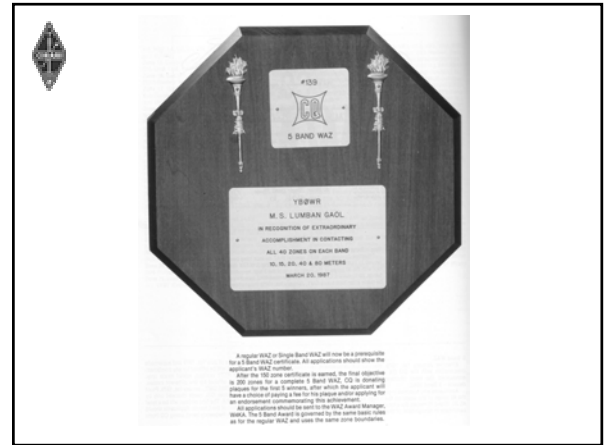 #139
CQ
5 BAND WAZ
YBØWR
M.S. LUMBAN GAOL
IN RECOGNITION OF EXTRAORDINARY
ACCOMPLISHMENT IN CONTACTING
ALL 40 ZONES ON EACH BAND
10, 15, 20, 40 & 80 METERS
MARCH 20, 1987
A regular WAZ or Single Band WAZ will now be a prerequisite
for a 5 Band WAZ certificate. All applications should show the
applicant's WAZ number.
After the 150 zone certificate is earned, the final objective
is 200 zones for a complete 5 Band WAZ, CQ is donating
plaques for the first 5 winners, after which the applicant will
have a choice of paying a fee for his plaque and/or applying for
an endorsement commemorating this achievement.
All applications should be sent to the WAZ Award Manager,
The 5 Band Award is governed by the same basic rules
as for the regular WAZ and uses the same zone boundaries.